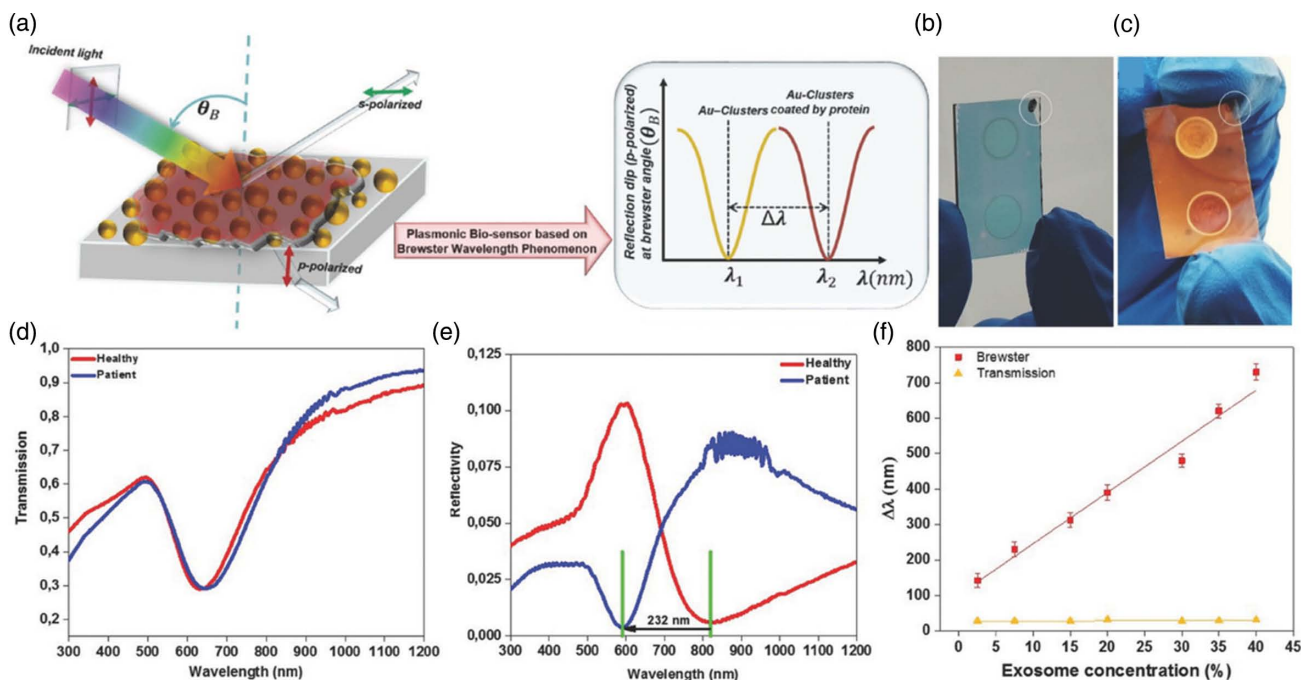 (a)
Incident light
θB
s-polarized
p-polarized
Plasmonic Bio-sensor based on
Brewster Wavelength Phenomenon
Reflection dip (p-polarized)
at brewster angle (θB)
Au–Clusters
Au-Clusters
coated by protein
Δλ
λ1
λ2
λ(nm)
(b)
(c)
(d)
1,0
0,9
0,8
0,7
0,6
0,5
0,4
0,3
0,2
Transmission
Healthy
Patient
300 400 500 600 700 800 900 1000 1100 1200
Wavelength (nm)
(e)
0,125
0,100
0,075
0,050
0,025
0,000
Reflectivity
Healthy
Patient
232 nm
300 400 500 600 700 800 900 1000 1100 1200
Wavelength (nm)
(f)
800
700
600
500
400
300
200
100
0
Δλ (nm)
Brewster
Transmission
0 5 10 15 20 25 30 35 40 45
Exosome concentration (%)